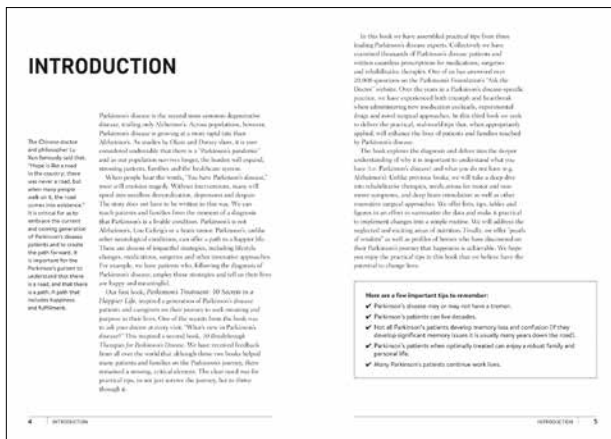 INTRODUCTION
The Chinese doctor
and philosopher Lu
Xun famously said that,
"Hope is like a road
in the country; there
was never a road, but
when many people
walk on it, the road
comes into existence."
It is critical for us to
embrace the current
and coming generation
of Parkinson's disease
patients and to create
the path forward. It
is important for the
Parkinson's patient to
understand that there
is a road, and that there
is a path. A path that
includes happiness
and fulfillment.
Parkinson's disease is the second most common degenerative
disease, trailing only Alzheimer's. Across populations, however,
Parkinson's disease is growing at a more rapid rate than
Alzheimer's. As studies by Okun and Dorsey show, it is now
considered undeniably that there is a "Parkinson's pandemic"
and as our population survives longer, the burden will expand,
stressing patients, families and the healthcare system.
When people hear the words, "You have Parkinson's disease,"
most will envision tragedy. Without interventions, many will
spiral into needless demoralization, depression and despair.
The story does not have to be written in this way. We can
teach patients and families from the moment of a diagnosis
that Parkinson's is a livable condition. Parkinson's is not
Alzheimer's, Lou Gehrig's or a brain tumor. Parkinson's, unlike
other neurological conditions, can offer a path to a happier life.
There are dozens of impactful strategies, including lifestyle
changes, medications, surgeries and other innovative approaches.
For example, we have patients who, following the diagnosis of
Parkinson's disease, employ these strategies and tell us their lives
are happy and meaningful.
Our first book, Parkinson's Treatment: 10 Secrets to a
Happier Life, inspired a generation of Parkinson's disease
patients and caregivers on their journey to seek meaning and
purpose in their lives. One of the secrets from the book was
to ask your doctor at every visit, "What's new in Parkinson's
disease?" This inspired a second book, 10 Breakthrough
Therapies for Parkinson's Disease. We have received feedback
from all over the world that although these two books helped
many patients and families on the Parkinson's journey, there
remained a missing, critical element. The clear need was for
practical tips, to not just survive the journey, but to thrive
through it.
4 | INTRODUCTION
In this book we have assembled practical tips from three
leading Parkinson's disease experts. Collectively we have
examined thousands of Parkinson's disease patients and
written countless prescriptions for medications, surgeries
and rehabilitative therapies. One of us has answered over
20,000 questions on the Parkinson's Foundation's "Ask the
Doctor" website. Over the years in a Parkinson's disease-specific
practice, we have experienced both triumph and heartbreak
when administering new medication cocktails, experimental
drugs and novel surgical approaches. In this third book we seek
to deliver the practical, real-world tips that, when appropriately
applied, will enhance the lives of patients and families touched
by Parkinson's disease.
The book explores the diagnosis and delves into the deeper
understanding of why it is important to understand what you
have (i.e. Parkinson's disease) and what you do not have (e.g.
Alzheimer's). Unlike previous books, we will take a deep dive
into rehabilitative therapies, medications for motor and non-
motor symptoms, and deep brain stimulation as well as other
innovative surgical approaches. We offer lists, tips, tables and
figures in an effort to summarize the data and make it practical
to implement changes into a simple routine. We will address the
neglected and exciting areas of nutrition. Finally, we offer "pearls
of wisdom" as well as profiles of heroes who have discovered on
their Parkinson's journey that happiness is achievable. We hope
you enjoy the practical tips in this book that we believe have the
potential to change lives.
Here are a few important tips to remember:
✔ Parkinson's disease may or may not have a tremor.
✔ Parkinson's patients can live decades.
✔ Not all Parkinson's patients develop memory loss and confusion (if they
develop significant memory issues it is usually many years down the road).
✔ Parkinson's patients when optimally treated can enjoy a robust family and
personal life.
✔ Many Parkinson's patients continue work lives.
INTRODUCTION | 5